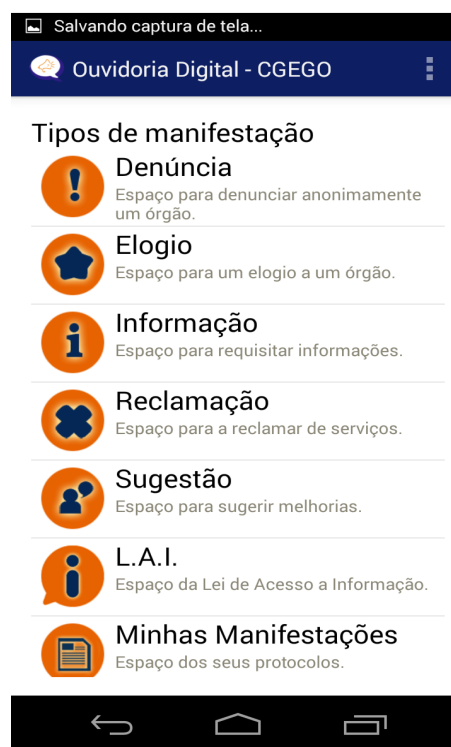 Salvando captura de tela...
Ouvidoria Digital - CGEGO
Tipos de manifestação
Denúncia
Espaço para denunciar anonimamente
um órgão.
Elogio
Espaço para um elogio a um órgão.
Informação
Espaço para requisitar informações.
Reclamação
Espaço para a reclamar de serviços.
Sugestão
Espaço para sugerir melhorias.
L.A.I.
Espaço da Lei de Acesso a Informação.
Minhas Manifestações
Espaço dos seus protocolos.